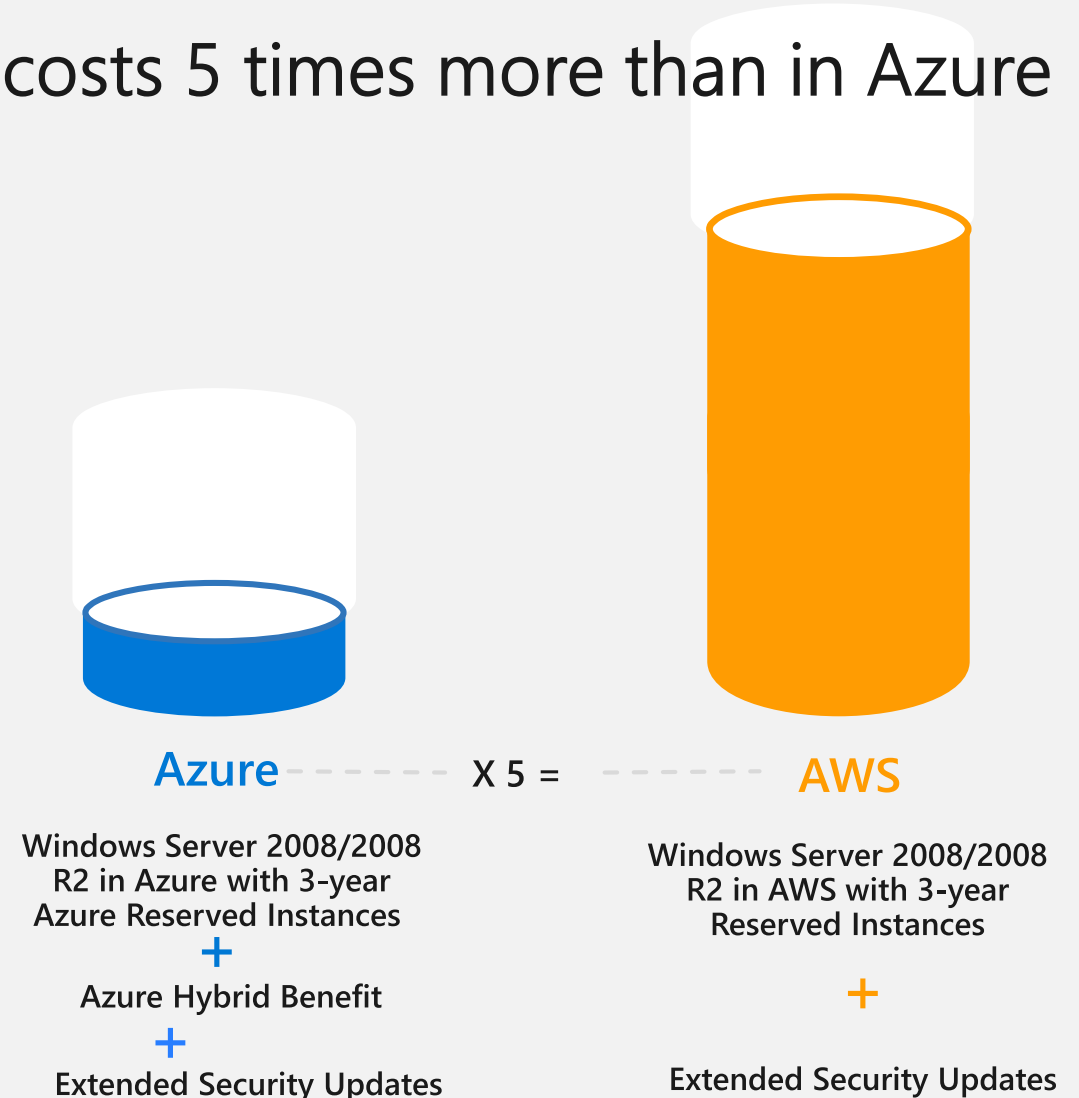 costs 5 times more than in Azure
Azure
X 5 =
AWS
Windows Server 2008/2008
R2 in Azure with 3-year
Azure Reserved Instances
+
Azure Hybrid Benefit
+
Extended Security Updates
Windows Server 2008/2008
R2 in AWS with 3-year
Reserved Instances
+
Extended Security Updates